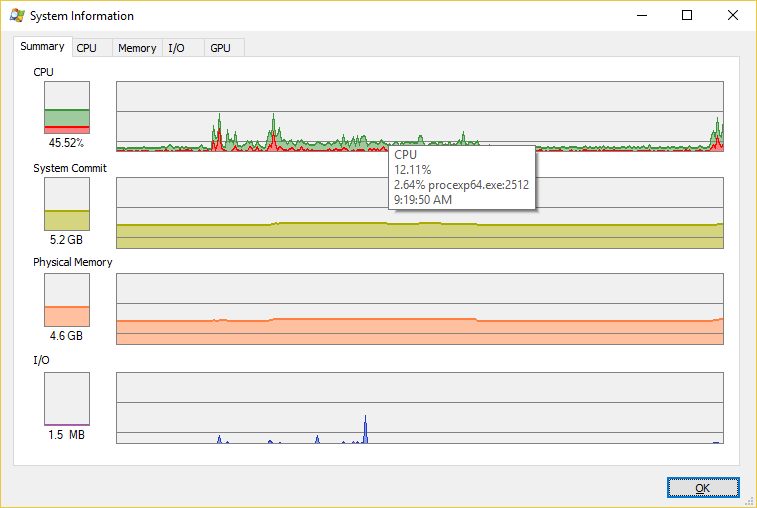 System Information
Summary CPU Memory I/O GPU
CPU
45.52%
CPU
12.11%
2.64% procexp64.exe:2512
9:19:50 AM
System Commit
5.2 GB
Physical Memory
4.6 GB
I/O
1.5 MB
OK